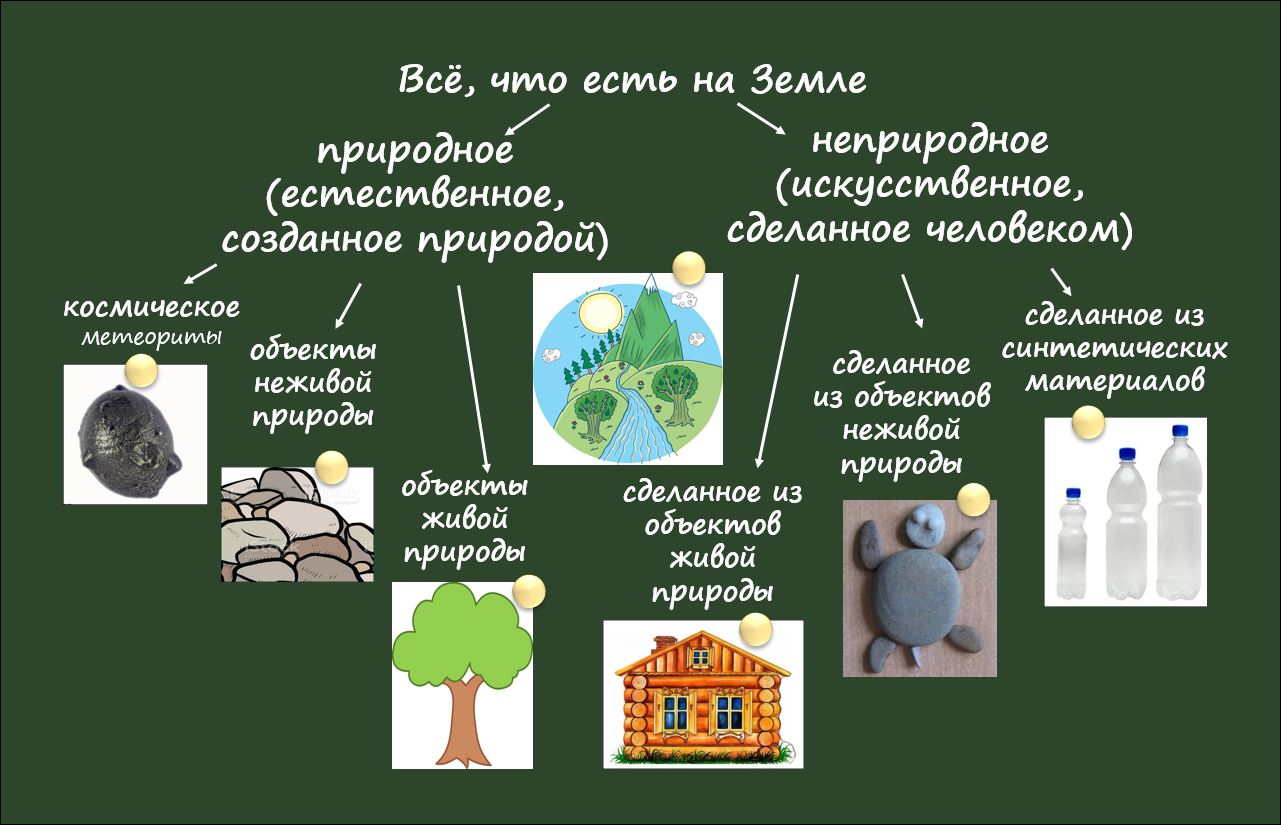 Всё, что есть на Земле
природное
(естественное,
созданное природой)
неприродное
(искусственное,
сделанное человеком)
космическое
метеориты
объекты
неживой
природы
объекты
живой
природы
сделанное из
объектов
живой
природы
сделанное
из объектов
неживой
природы
сделанное из
синтетических
материалов